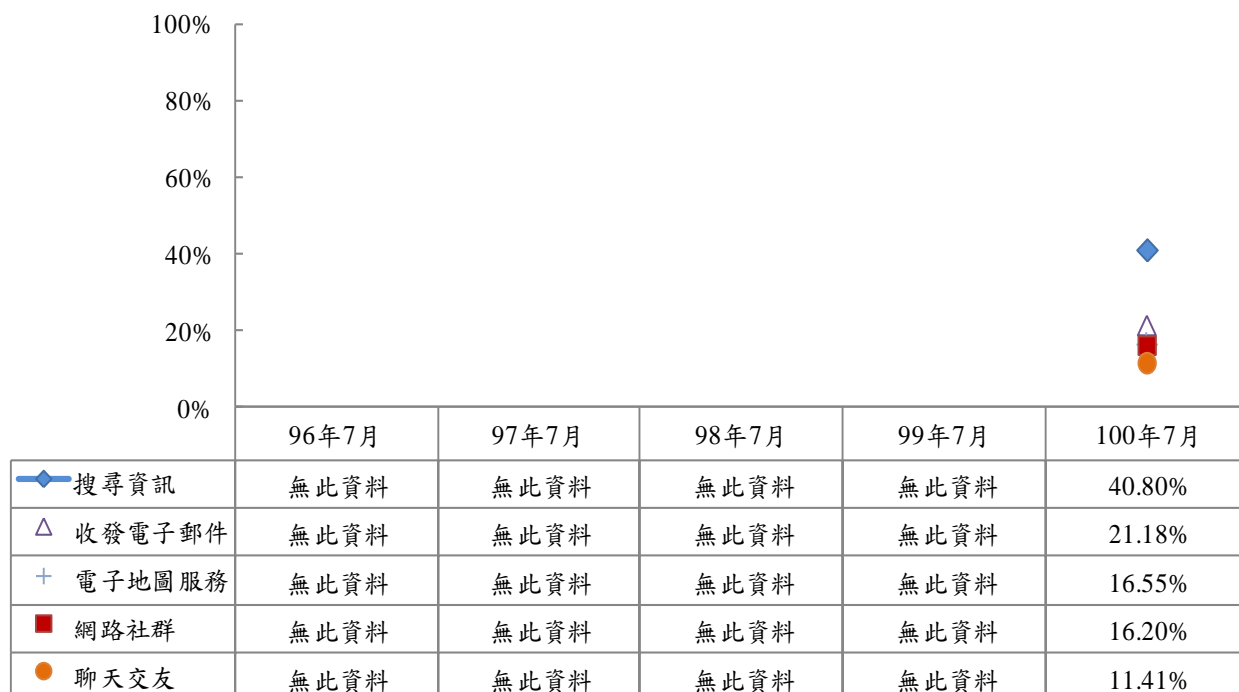 100%
80%
60%
40%
20%
0%
96年7月 97年7月 98年7月 99年7月 100年7月
搜尋資訊 無此資料 無此資料 無此資料 無此資料 40.80%
收發電子郵件 無此資料 無此資料 無此資料 無此資料 21.18%
電子地圖服務 無此資料 無此資料 無此資料 無此資料 16.55%
網路社群 無此資料 無此資料 無此資料 無此資料 16.20%
聊天交友 無此資料 無此資料 無此資料 無此資料 11.41%